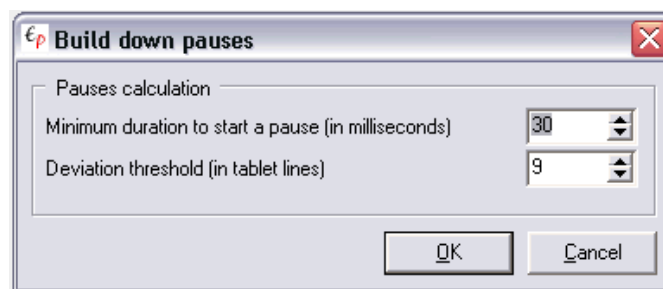 €p Build down pauses
Pauses calculation
Minimum duration to start a pause (in milliseconds) 30
Deviation threshold (in tablet lines) 9
OK Cancel